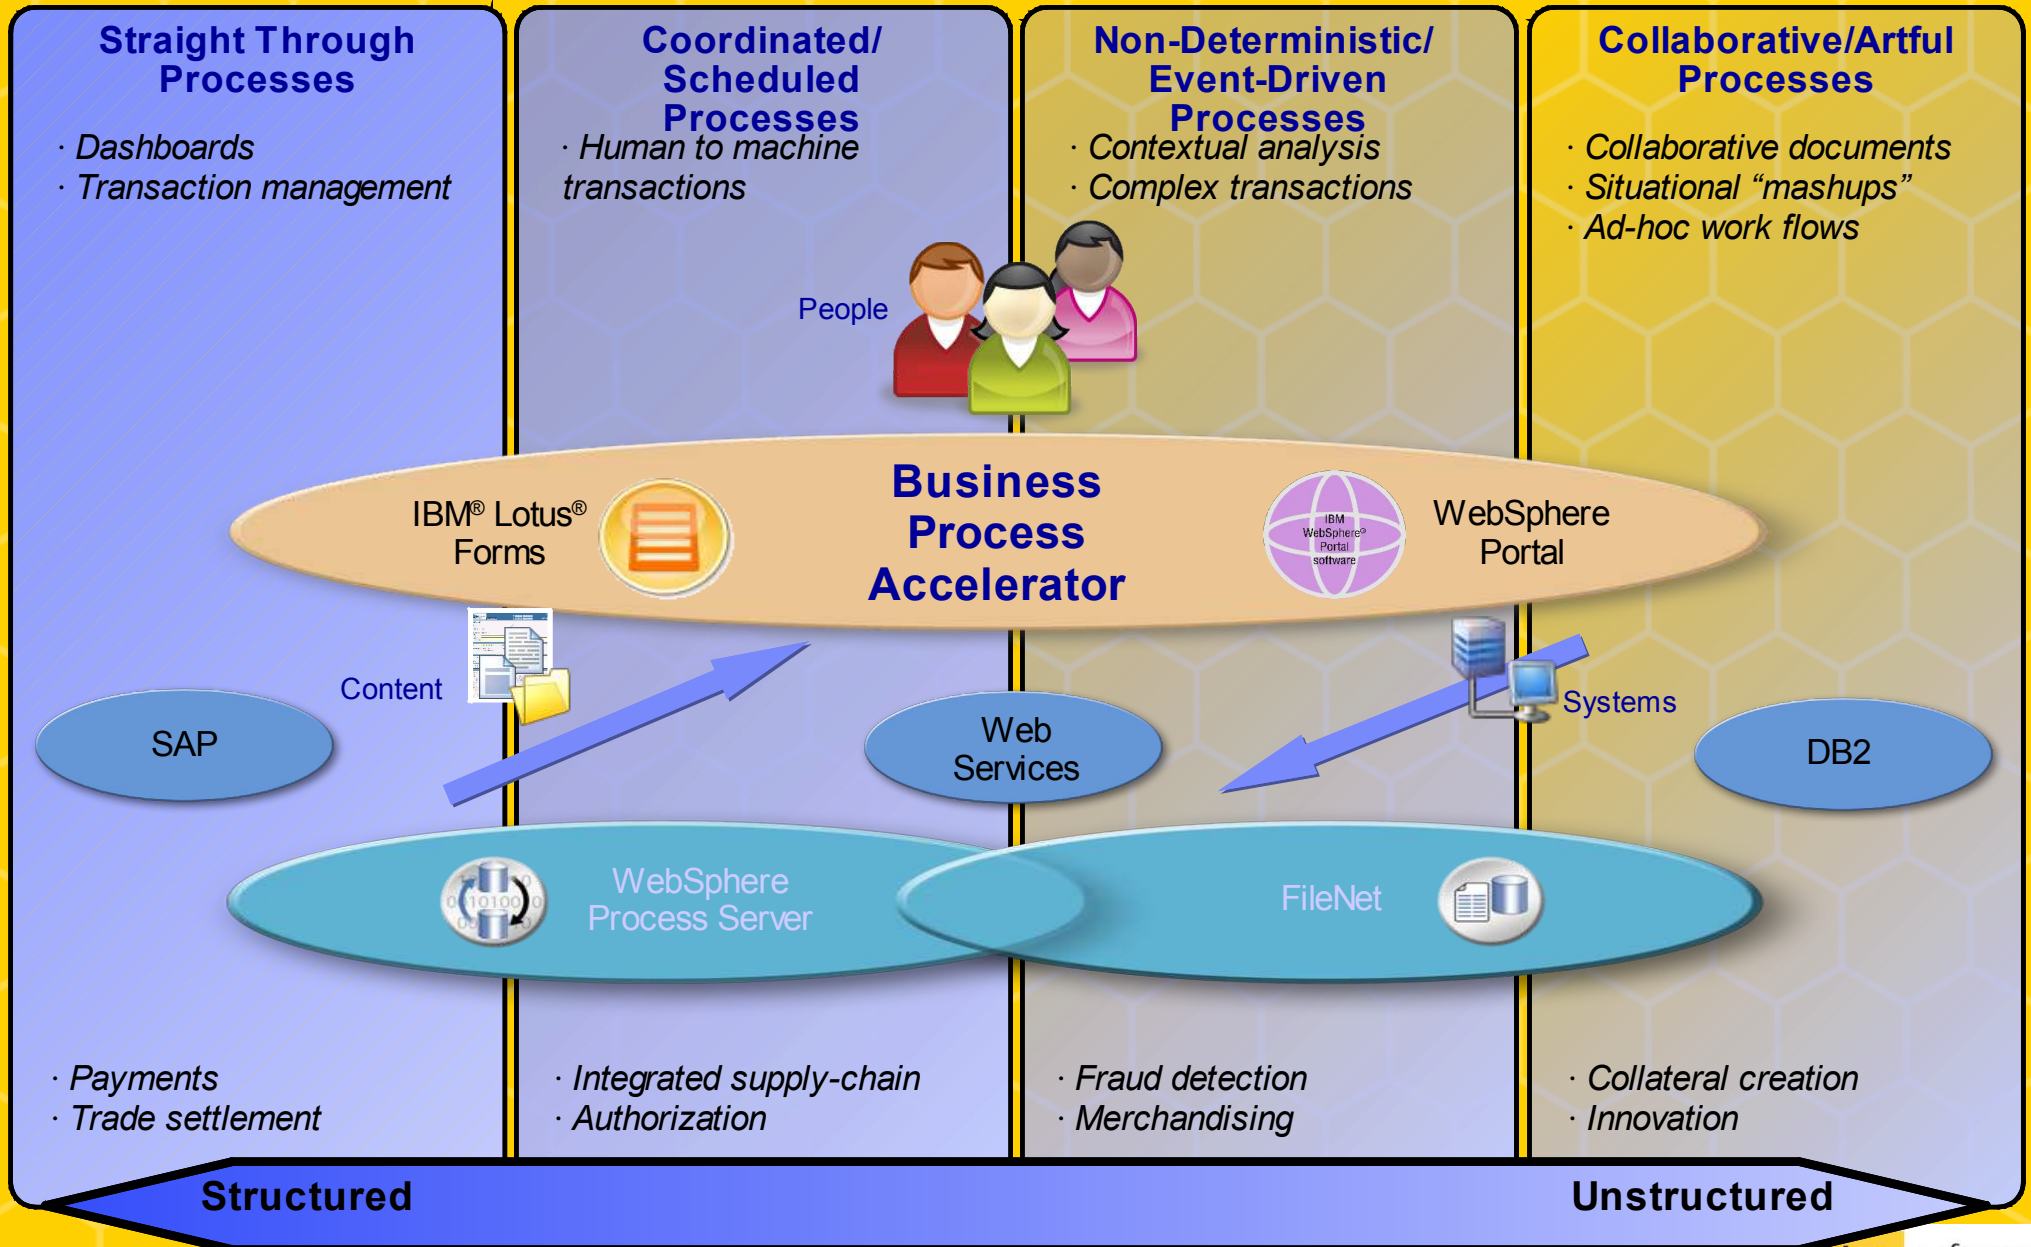 Straight Through
Processes
· Dashboards
· Transaction management
Coordinated/
Scheduled
Processes
· Human to machine
transactions
Non-Deterministic/
Event-Driven
Processes
· Contextual analysis
· Complex transactions
Collaborative/Artful
Processes
· Collaborative documents
· Situational “mashups”
· Ad-hoc work flows
People
IBM® Lotus®
Forms
Business
Process
Accelerator
IBM
WebSphere®
Portal
software
WebSphere
Portal
Content
Systems
SAP
Web
Services
DB2
WebSphere
Process Server
FileNet
· Payments
· Trade settlement
· Integrated supply-chain
· Authorization
· Fraud detection
· Merchandising
· Collateral creation
· Innovation
Structured
Unstructured